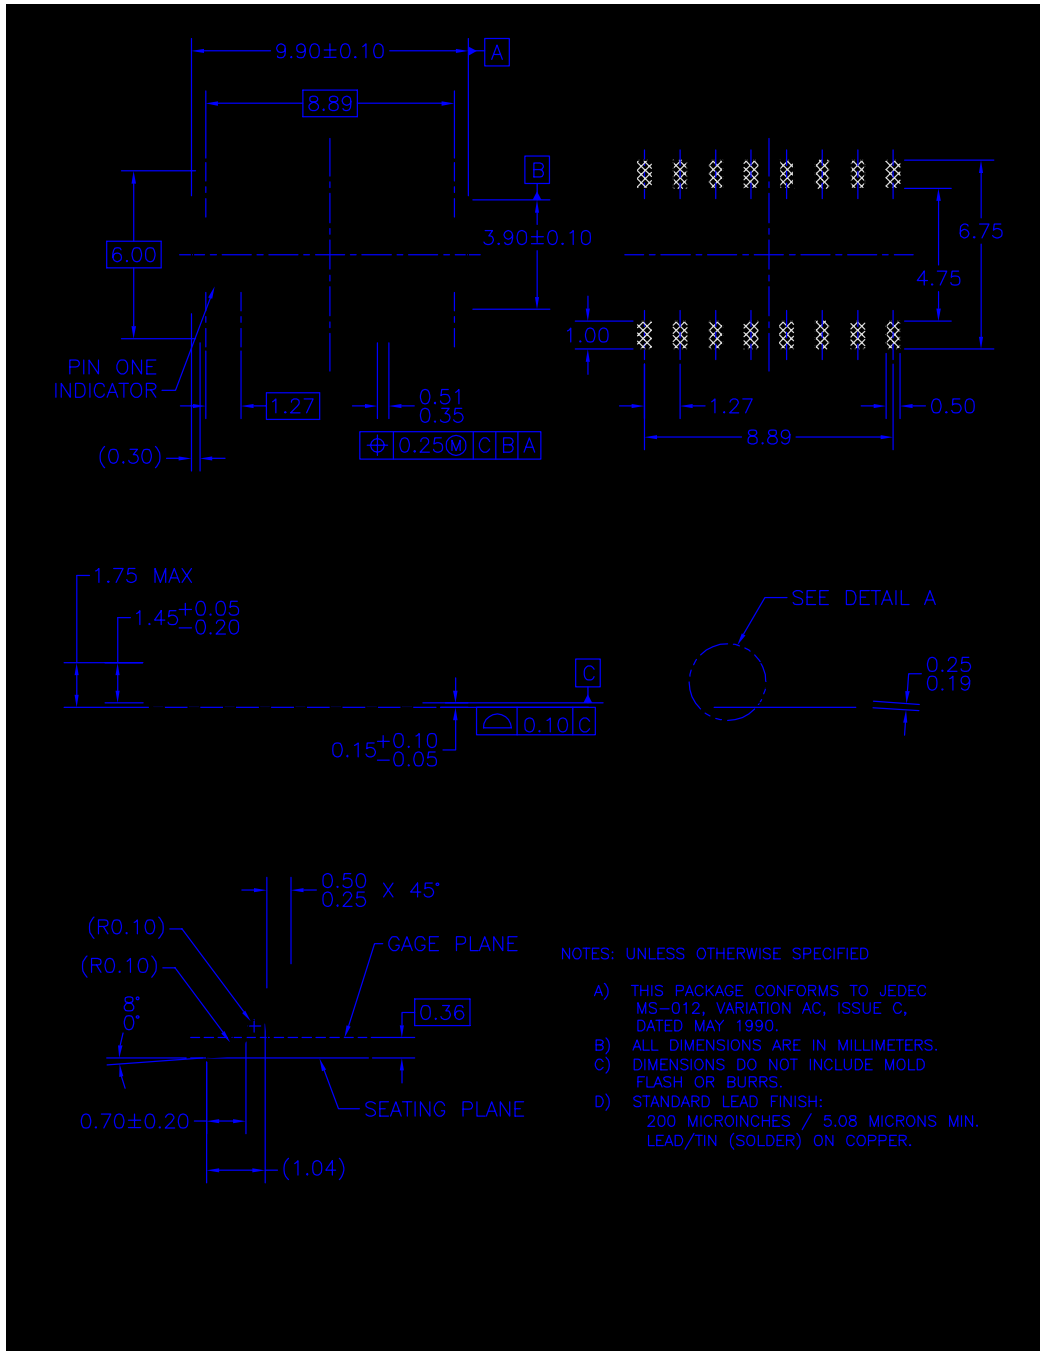 9.90±0.10
A
8.89
B
3.90±0.10
6.00
6.75
4.75
1.00
PIN ONE
INDICATOR
1.27
0.51
0.35
1.27
0.50
8.89
(0.30)
⌖ 0.25Ⓜ C B A
1.75 MAX
1.45+0.05
−0.20
SEE DETAIL A
C
0.25
0.19
⌓ 0.10 C
0.15+0.10
−0.05
0.50
0.25 X 45°
(R0.10)
GAGE PLANE
(R0.10)
8°
0°
0.36
SEATING PLANE
0.70±0.20
(1.04)
NOTES: UNLESS OTHERWISE SPECIFIED
A) THIS PACKAGE CONFORMS TO JEDEC
MS−012, VARIATION AC, ISSUE C,
DATED MAY 1990.
B) ALL DIMENSIONS ARE IN MILLIMETERS.
C) DIMENSIONS DO NOT INCLUDE MOLD
FLASH OR BURRS.
D) STANDARD LEAD FINISH:
200 MICROINCHES / 5.08 MICRONS MIN.
LEAD/TIN (SOLDER) ON COPPER.